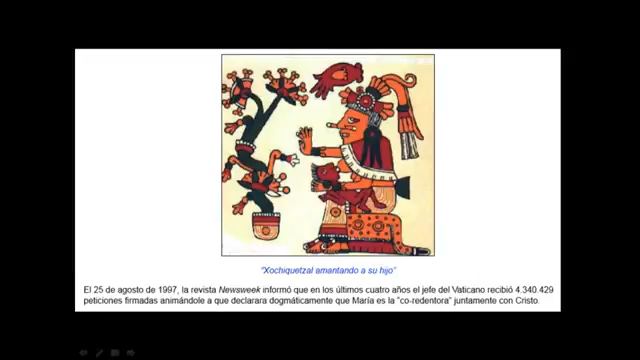 “Xochiquetzal amantando a su hijo”
El 25 de agosto de 1997, la revista Newsweek informó que en los últimos cuatro años el jefe del Vaticano recibió 4.340.429
peticiones firmadas animándole a que declarara dogmáticamente que María es la “co-redentora” juntamente con Cristo.